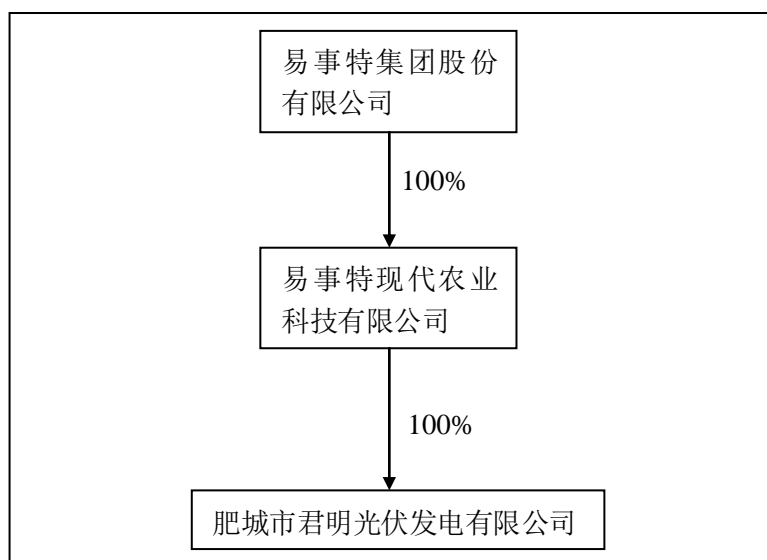 易事特集团股份
有限公司
100%
易事特现代农业
科技有限公司
100%
肥城市君明光伏发电有限公司